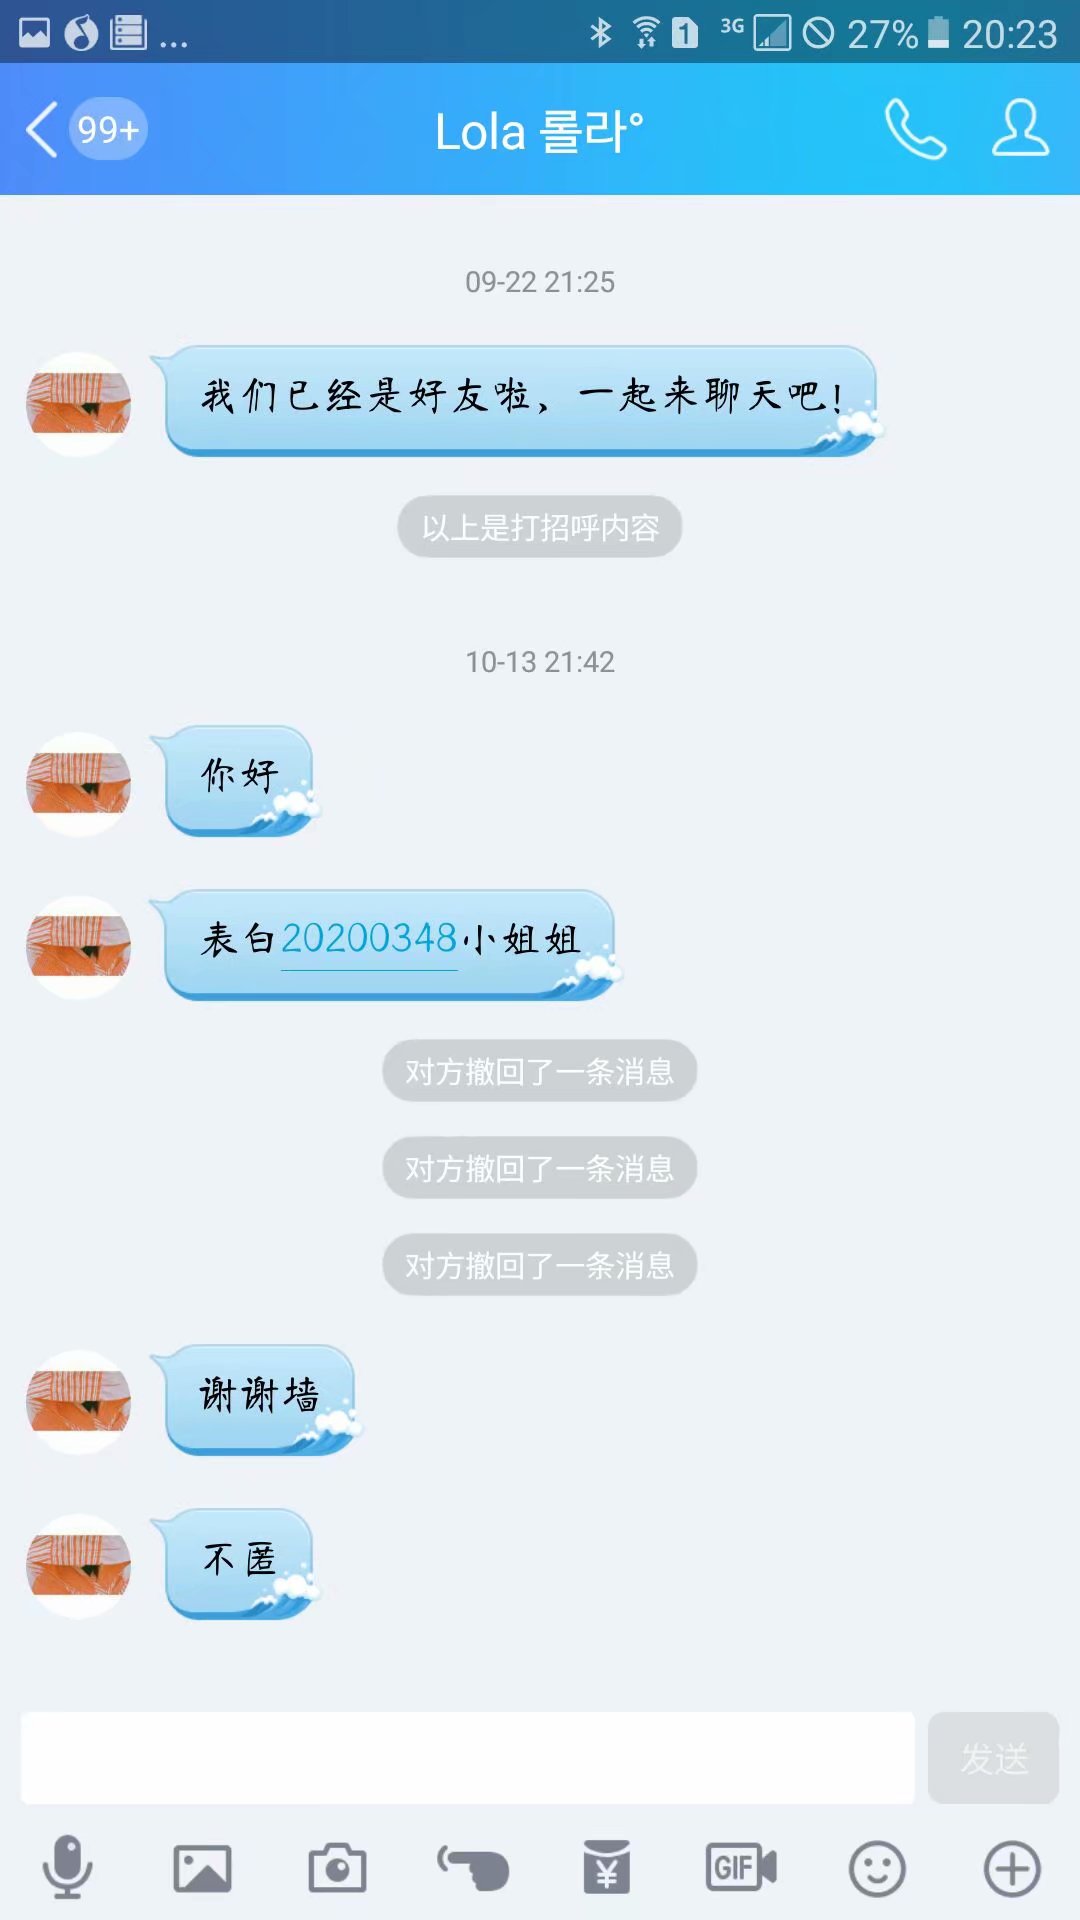 ... 1 3G 27% 20:23
99+ Lola 롤라°
09-22 21:25
我们已经是好友啦，一起来聊天吧！
以上是打招呼内容
10-13 21:42
你好
表白20200348小姐姐
对方撤回了一条消息
对方撤回了一条消息
对方撤回了一条消息
谢谢墙
不匿
发送
GIF